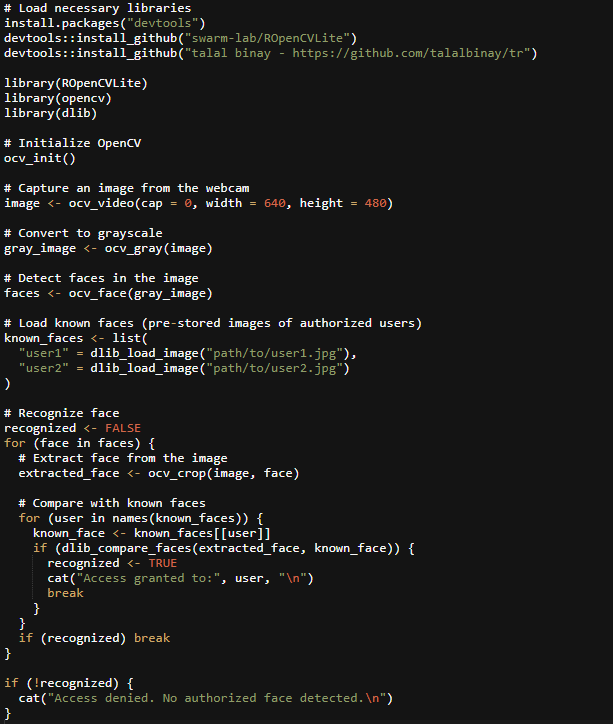 # Load necessary libraries
install.packages("devtools")
devtools::install_github("swarm-lab/ROpenCVLite")
devtools::install_github("talal binay - https://github.com/talalbinay/tr")

library(ROpenCVLite)
library(opencv)
library(dlib)

# Initialize OpenCV
ocv_init()

# Capture an image from the webcam
image <- ocv_video(cap = 0, width = 640, height = 480)

# Convert to grayscale
gray_image <- ocv_gray(image)

# Detect faces in the image
faces <- ocv_face(gray_image)

# Load known faces (pre-stored images of authorized users)
known_faces <- list(
  "user1" = dlib_load_image("path/to/user1.jpg"),
  "user2" = dlib_load_image("path/to/user2.jpg")
)

# Recognize face
recognized <- FALSE
for (face in faces) {
  # Extract face from the image
  extracted_face <- ocv_crop(image, face)

  # Compare with known faces
  for (user in names(known_faces)) {
    known_face <- known_faces[[user]]
    if (dlib_compare_faces(extracted_face, known_face)) {
      recognized <- TRUE
      cat("Access granted to:", user, "\n")
      break
    }
  }
  if (recognized) break
}

if (!recognized) {
  cat("Access denied. No authorized face detected.\n")
}